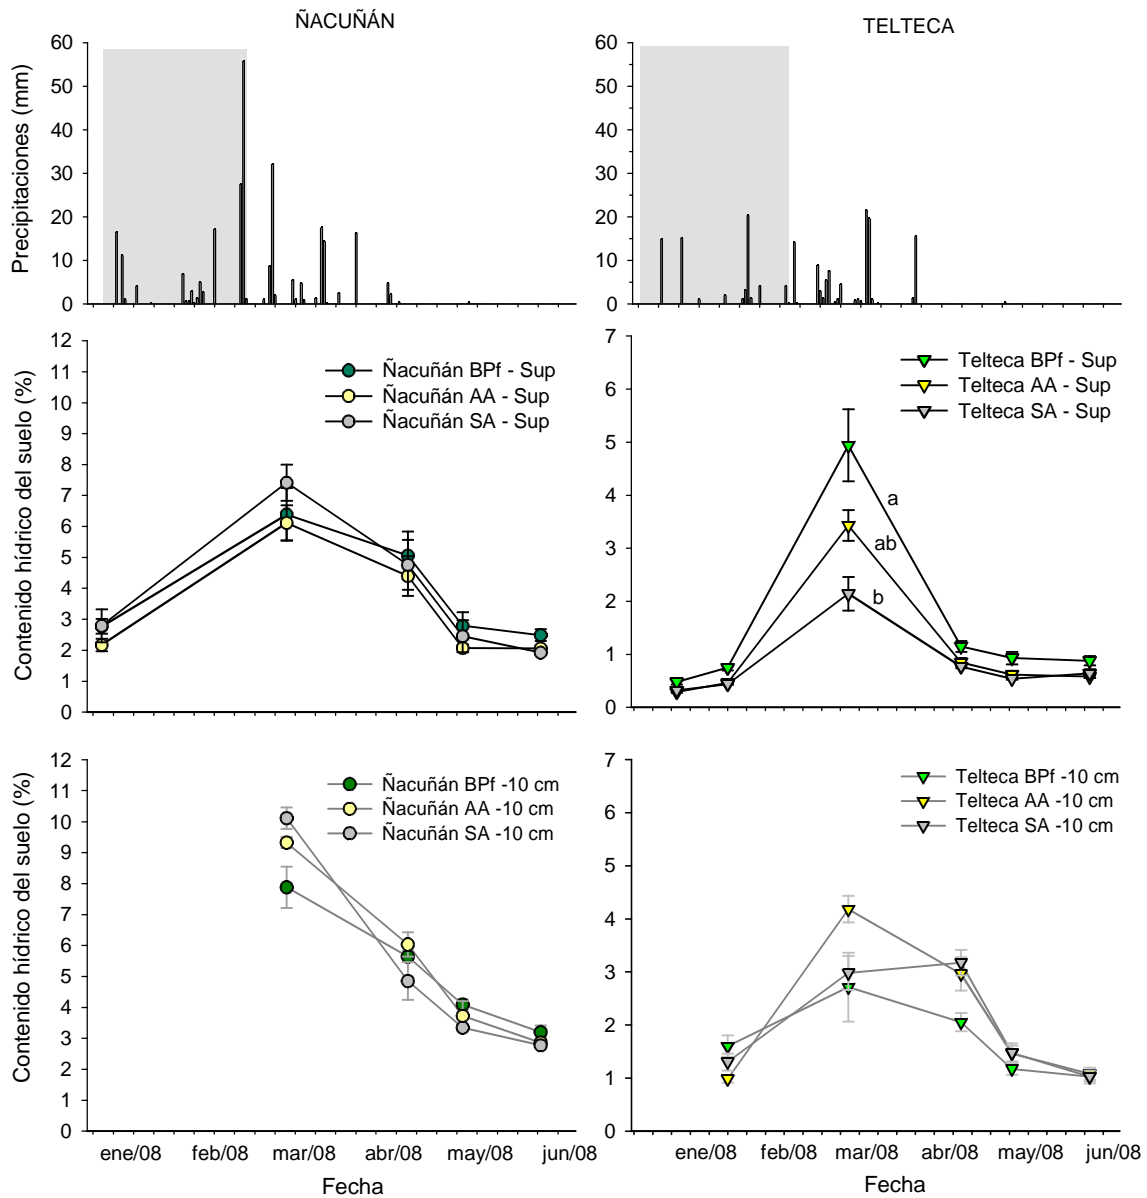 ÑACUÑÁN
TELTECA
Precipitaciones (mm)
60
50
40
30
20
10
0
60
50
40
30
20
10
0
Contenido hídrico del suelo (%)
12
11
10
9
8
7
6
5
4
3
2
1
0
Ñacuñán BPf - Sup
Ñacuñán AA - Sup
Ñacuñán SA - Sup
7
6
5
4
3
2
1
0
Telteca BPf - Sup
Telteca AA - Sup
Telteca SA - Sup
a
ab
b
Contenido hídrico del suelo (%)
12
11
10
9
8
7
6
5
4
3
2
1
0
Ñacuñán BPf -10 cm
Ñacuñán AA -10 cm
Ñacuñán SA -10 cm
ene/08 feb/08 mar/08 abr/08 may/08 jun/08
Fecha
7
6
5
4
3
2
1
0
Telteca BPf -10 cm
Telteca AA -10 cm
Telteca SA -10 cm
ene/08 feb/08 mar/08 abr/08 may/08 jun/08
Fecha